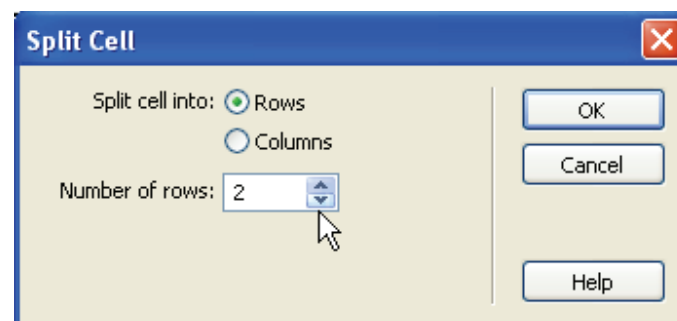 Split Cell
Split cell into: Rows
Columns
Number of rows: 2
OK
Cancel
Help